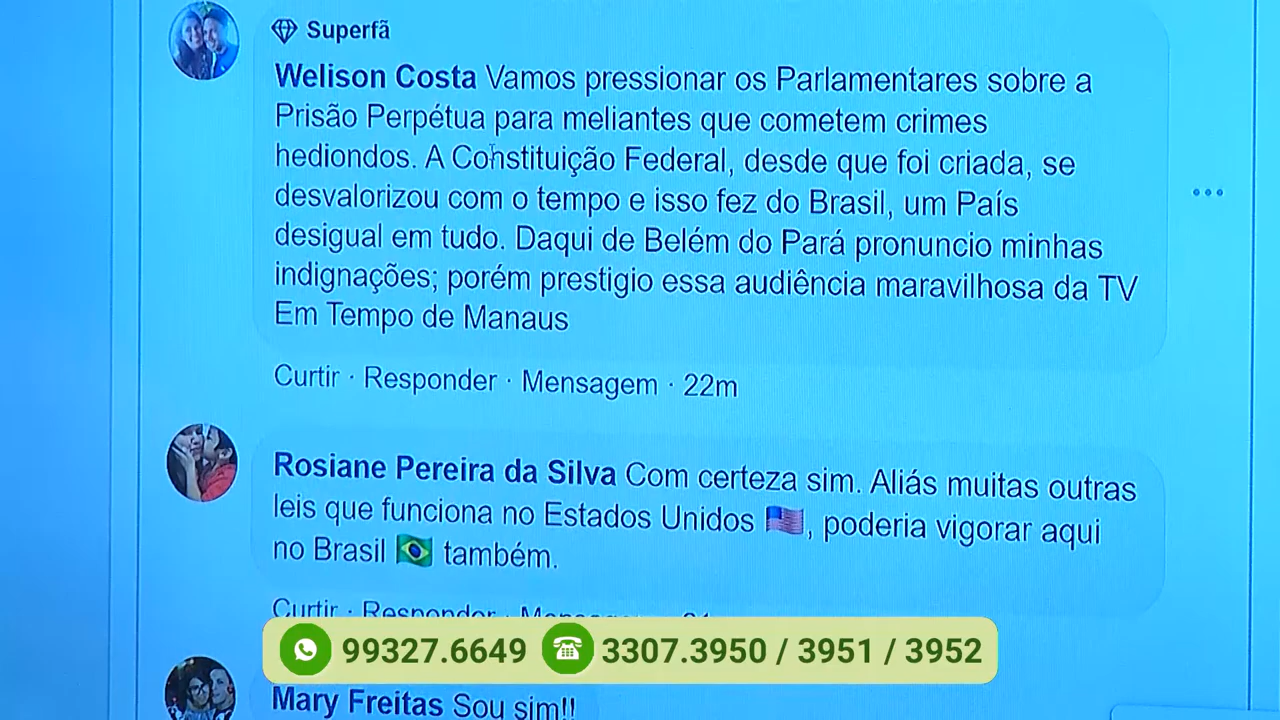 Superfã
Welison Costa Vamos pressionar os Parlamentares sobre a
Prisão Perpétua para meliantes que cometem crimes
hediondos. A Constituição Federal, desde que foi criada, se
desvalorizou com o tempo e isso fez do Brasil, um País
desigual em tudo. Daqui de Belém do Pará pronuncio minhas
indignações; porém prestigio essa audiência maravilhosa da TV
Em Tempo de Manaus
Curtir · Responder · Mensagem · 22m
Rosiane Pereira da Silva Com certeza sim. Aliás muitas outras
leis que funciona no Estados Unidos 🇺🇸, poderia vigorar aqui
no Brasil 🇧🇷 também.
Curtir · Responder
99327.6649 3307.3950 / 3951 / 3952
Mary Freitas Sou sim!!